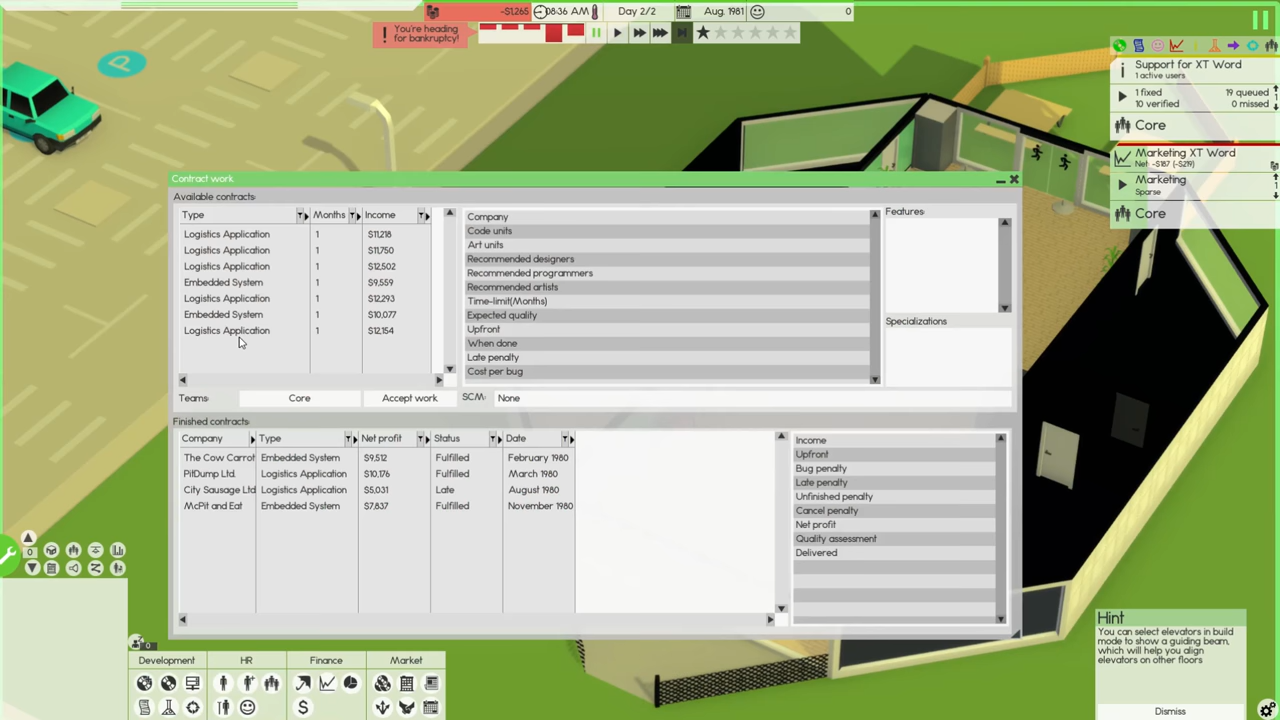 -$1,265
08:36 AM
Day 2/2
Aug. 1981
0
You're heading
for bankruptcy!
Support for XT Word
1 active users
1 fixed
19 queued
10 verified
0 missed
1
Core
Marketing XT Word
Net: -$187 (-$219)
Marketing
Sparse
1
Core
Contract work
Available contracts:
Type Months Income
Logistics Application 1 $11,218
Logistics Application 1 $11,750
Logistics Application 1 $12,502
Embedded System 1 $9,559
Logistics Application 1 $12,293
Embedded System 1 $10,077
Logistics Application 1 $12,154
Company
Code units
Art units
Recommended designers
Recommended programmers
Recommended artists
Time-limit(Months)
Expected quality
Upfront
When done
Late penalty
Cost per bug
Features:
Specializations
Teams:
Core
Accept work
SCM:
None
Finished contracts:
Company Type Net profit Status Date
The Cow Carrot Embedded System $9,512 Fulfilled February 1980
PitDump Ltd. Logistics Application $10,176 Fulfilled March 1980
City Sausage Ltd Logistics Application $5,031 Late August 1980
McPit and Eat Embedded System $7,837 Fulfilled November 1980
Income
Upfront
Bug penalty
Late penalty
Unfinished penalty
Cancel penalty
Net profit
Quality assessment
Delivered
P
0
0
Development
HR
Finance
Market
Hint
You can select elevators in build
mode to show a guiding beam,
which will help you align
elevators on other floors
Dismiss